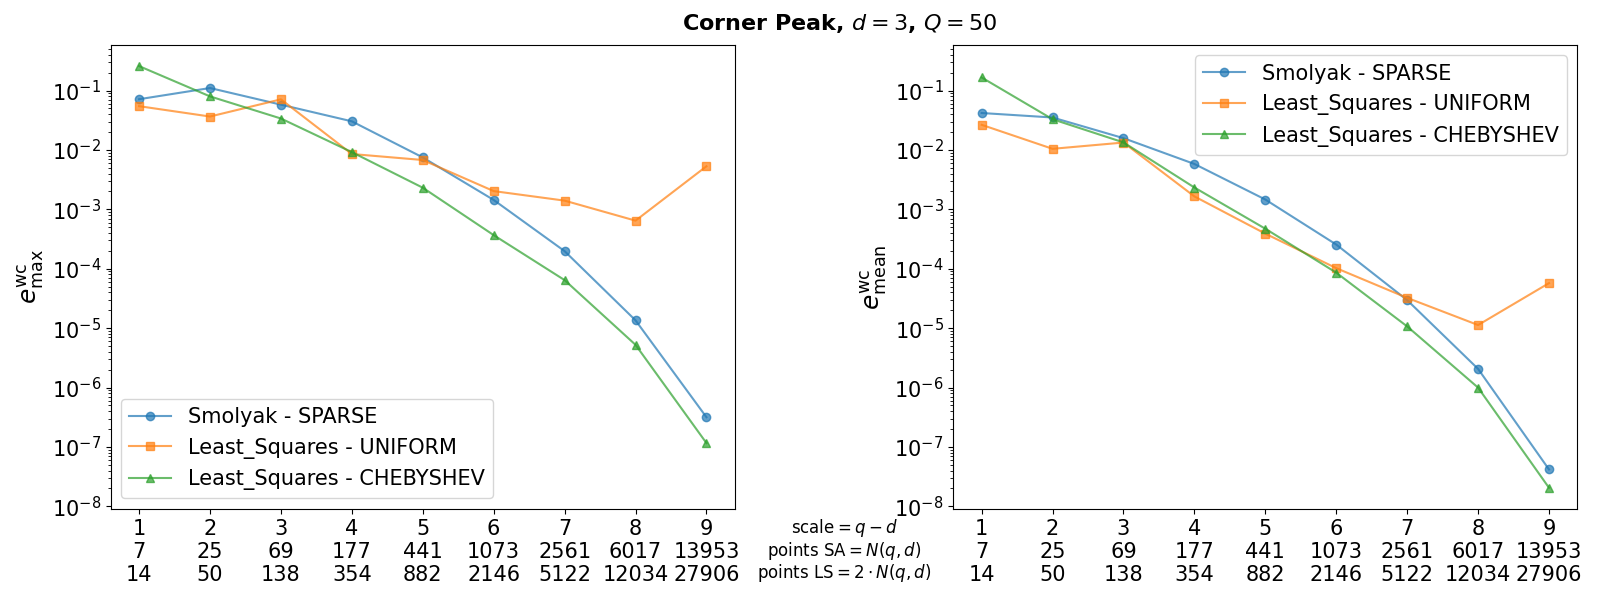 Corner Peak, d = 3, Q = 50
10^{-1}
10^{-2}
10^{-3}
10^{-4}
10^{-5}
10^{-6}
10^{-7}
10^{-8}
e^{wc}_{max}
Smolyak - SPARSE
Least_Squares - UNIFORM
Least_Squares - CHEBYSHEV
1 2 3 4 5 6 7 8 9
7 25 69 177 441 1073 2561 6017 13953
14 50 138 354 882 2146 5122 12034 27906
scale = q − d
points SA = N(q, d)
points LS = 2 · N(q, d)
10^{-1}
10^{-2}
10^{-3}
10^{-4}
10^{-5}
10^{-6}
10^{-7}
10^{-8}
e^{wc}_{mean}
Smolyak - SPARSE
Least_Squares - UNIFORM
Least_Squares - CHEBYSHEV
1 2 3 4 5 6 7 8 9
7 25 69 177 441 1073 2561 6017 13953
14 50 138 354 882 2146 5122 12034 27906